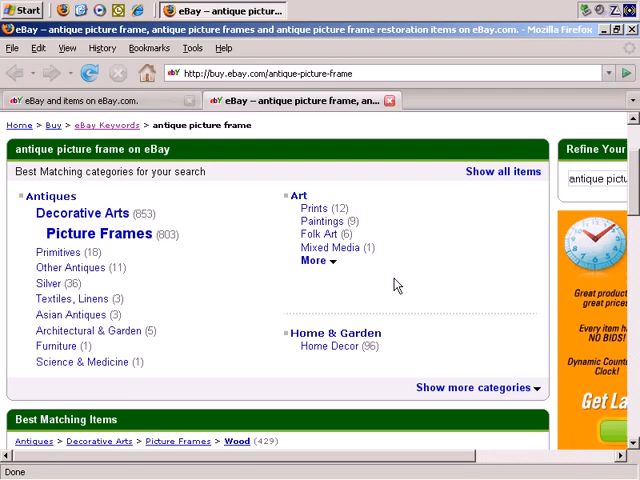 Start
eBay – antique pictur...
eBay – antique picture frame, antique picture frames and antique picture frame restoration items on eBay.com. - Mozilla Firefox
File Edit View History Bookmarks Tools Help
http://buy.ebay.com/antique-picture-frame
eBay and items on eBay.com.
eBay – antique picture frame, an...
Home > Buy > eBay Keywords > antique picture frame
antique picture frame on eBay
Refine Your
Best Matching categories for your search
Show all items
antique pictu
Antiques
Decorative Arts (853)
Picture Frames (803)
Primitives (18)
Other Antiques (11)
Silver (36)
Textiles, Linens (3)
Asian Antiques (3)
Architectural & Garden (5)
Furniture (1)
Science & Medicine (1)
Art
Prints (12)
Paintings (9)
Folk Art (6)
Mixed Media (1)
More
Home & Garden
Home Decor (96)
Show more categories
Great product
great prices
Every item ha
NO BIDS!
Dynamic Counte
Clock!
Get La
Best Matching Items
Antiques > Decorative Arts > Picture Frames > Wood (429)
Done